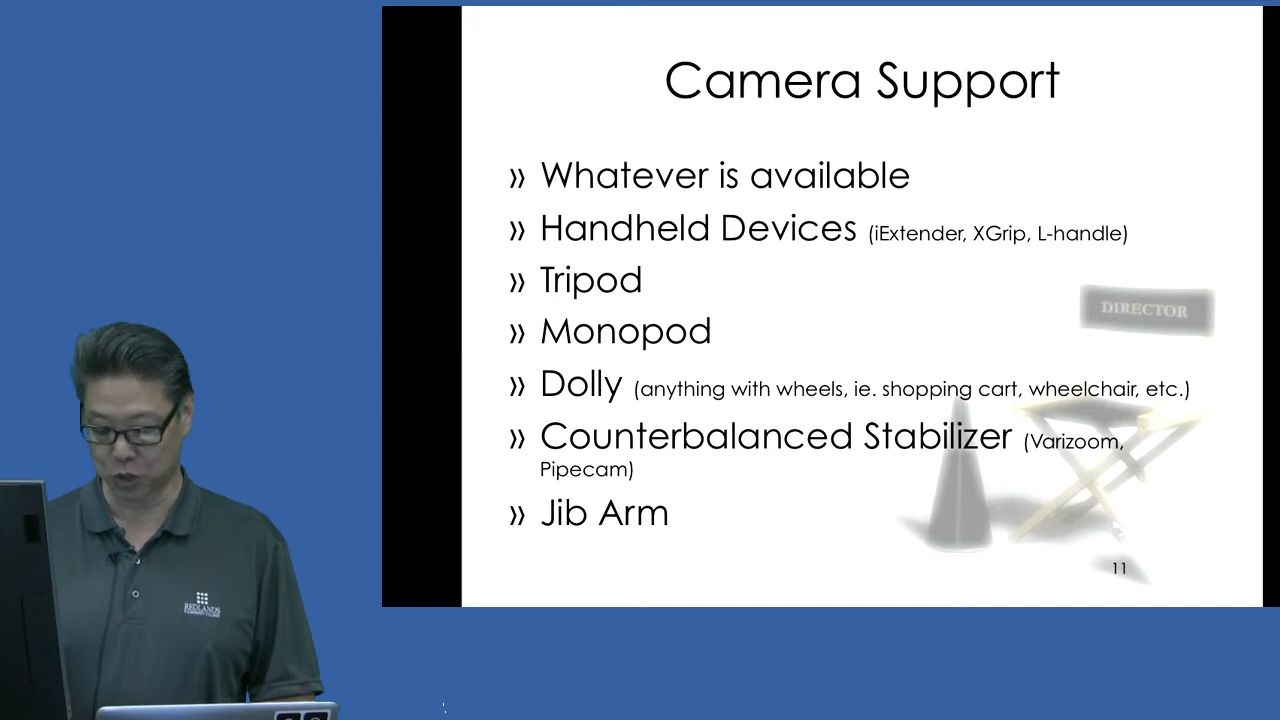 Camera Support
» Whatever is available
» Handheld Devices (iExtender, XGrip, L-handle)
» Tripod
» Monopod
DIRECTOR
» Dolly (anything with wheels, ie. shopping cart, wheelchair, etc.)
» Counterbalanced Stabilizer (Varizoom,
Pipecam)
» Jib Arm
11
REDLANDS